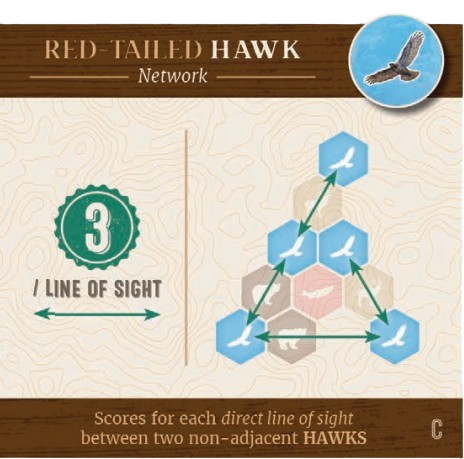 RED-TAILED HAWK
Network
3
/ LINE OF SIGHT
Scores for each direct line of sight
between two non-adjacent HAWKS
C